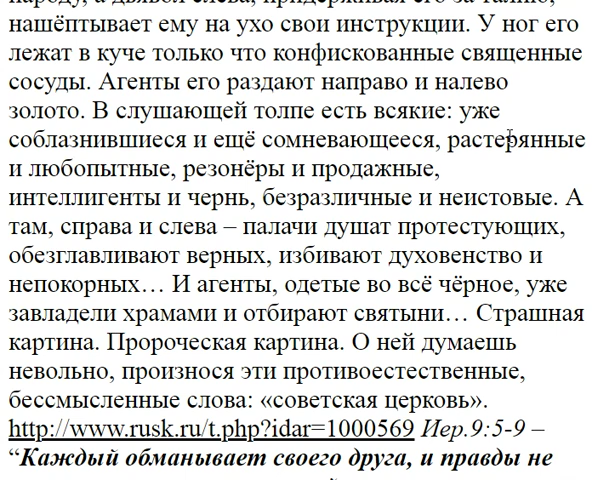 народу, а дьявол слева, придерживая его за талию,
нашёптывает ему на ухо свои инструкции. У ног его
лежат в куче только что конфискованные священные
сосуды. Агенты его раздают направо и налево
золото. В слушающей толпе есть всякие: уже
соблазнившиеся и ещё сомневающееся, растерянные
и любопытные, резонёры и продажные,
интеллигенты и чернь, безразличные и неистовые. А
там, справа и слева – палачи душат протестующих,
обезглавливают верных, избивают духовенство и
непокорных… И агенты, одетые во всё чёрное, уже
завладели храмами и отбирают святыни… Страшная
картина. Пророческая картина. О ней думаешь
невольно, произнося эти противоестественные,
бессмысленные слова: «советская церковь».
http://www.rusk.ru/t.php?idar=1000569 Иер.9:5-9 –
“Каждый обманывает своего друга, и правды не